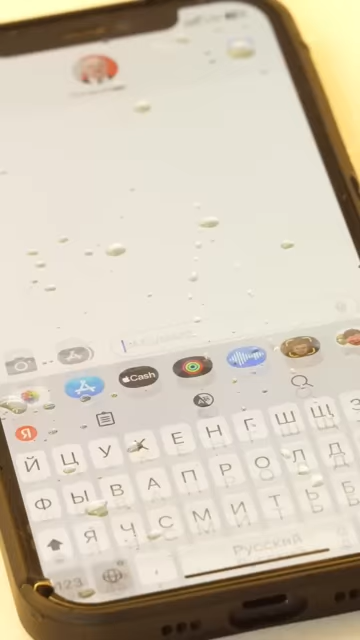 Cash
Я
Й Ц У Х Е Н Г Ш Щ З
Ф Ы В А П Р О Л Д
Я Ч С М И Т Ь Б
123 Русский